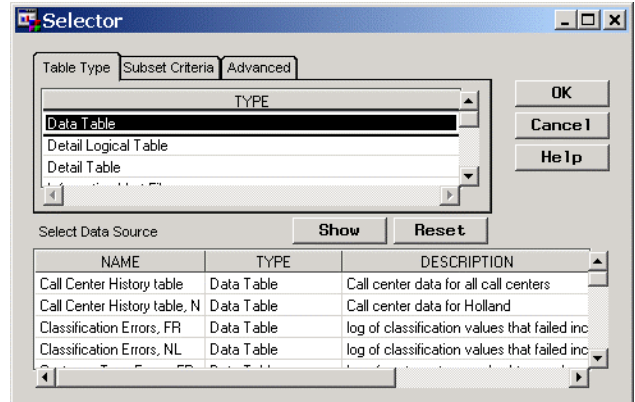 Selector
Table Type Subset Criteria Advanced
TYPE
Data Table
Detail Logical Table
Detail Table
OK
Cancel
Help
Select Data Source Show Reset
NAME TYPE DESCRIPTION
Call Center History table Data Table Call center data for all call centers
Call Center History table, N Data Table Call center data for Holland
Classification Errors, FR Data Table log of classification values that failed inc
Classification Errors, NL Data Table log of classification values that failed inc